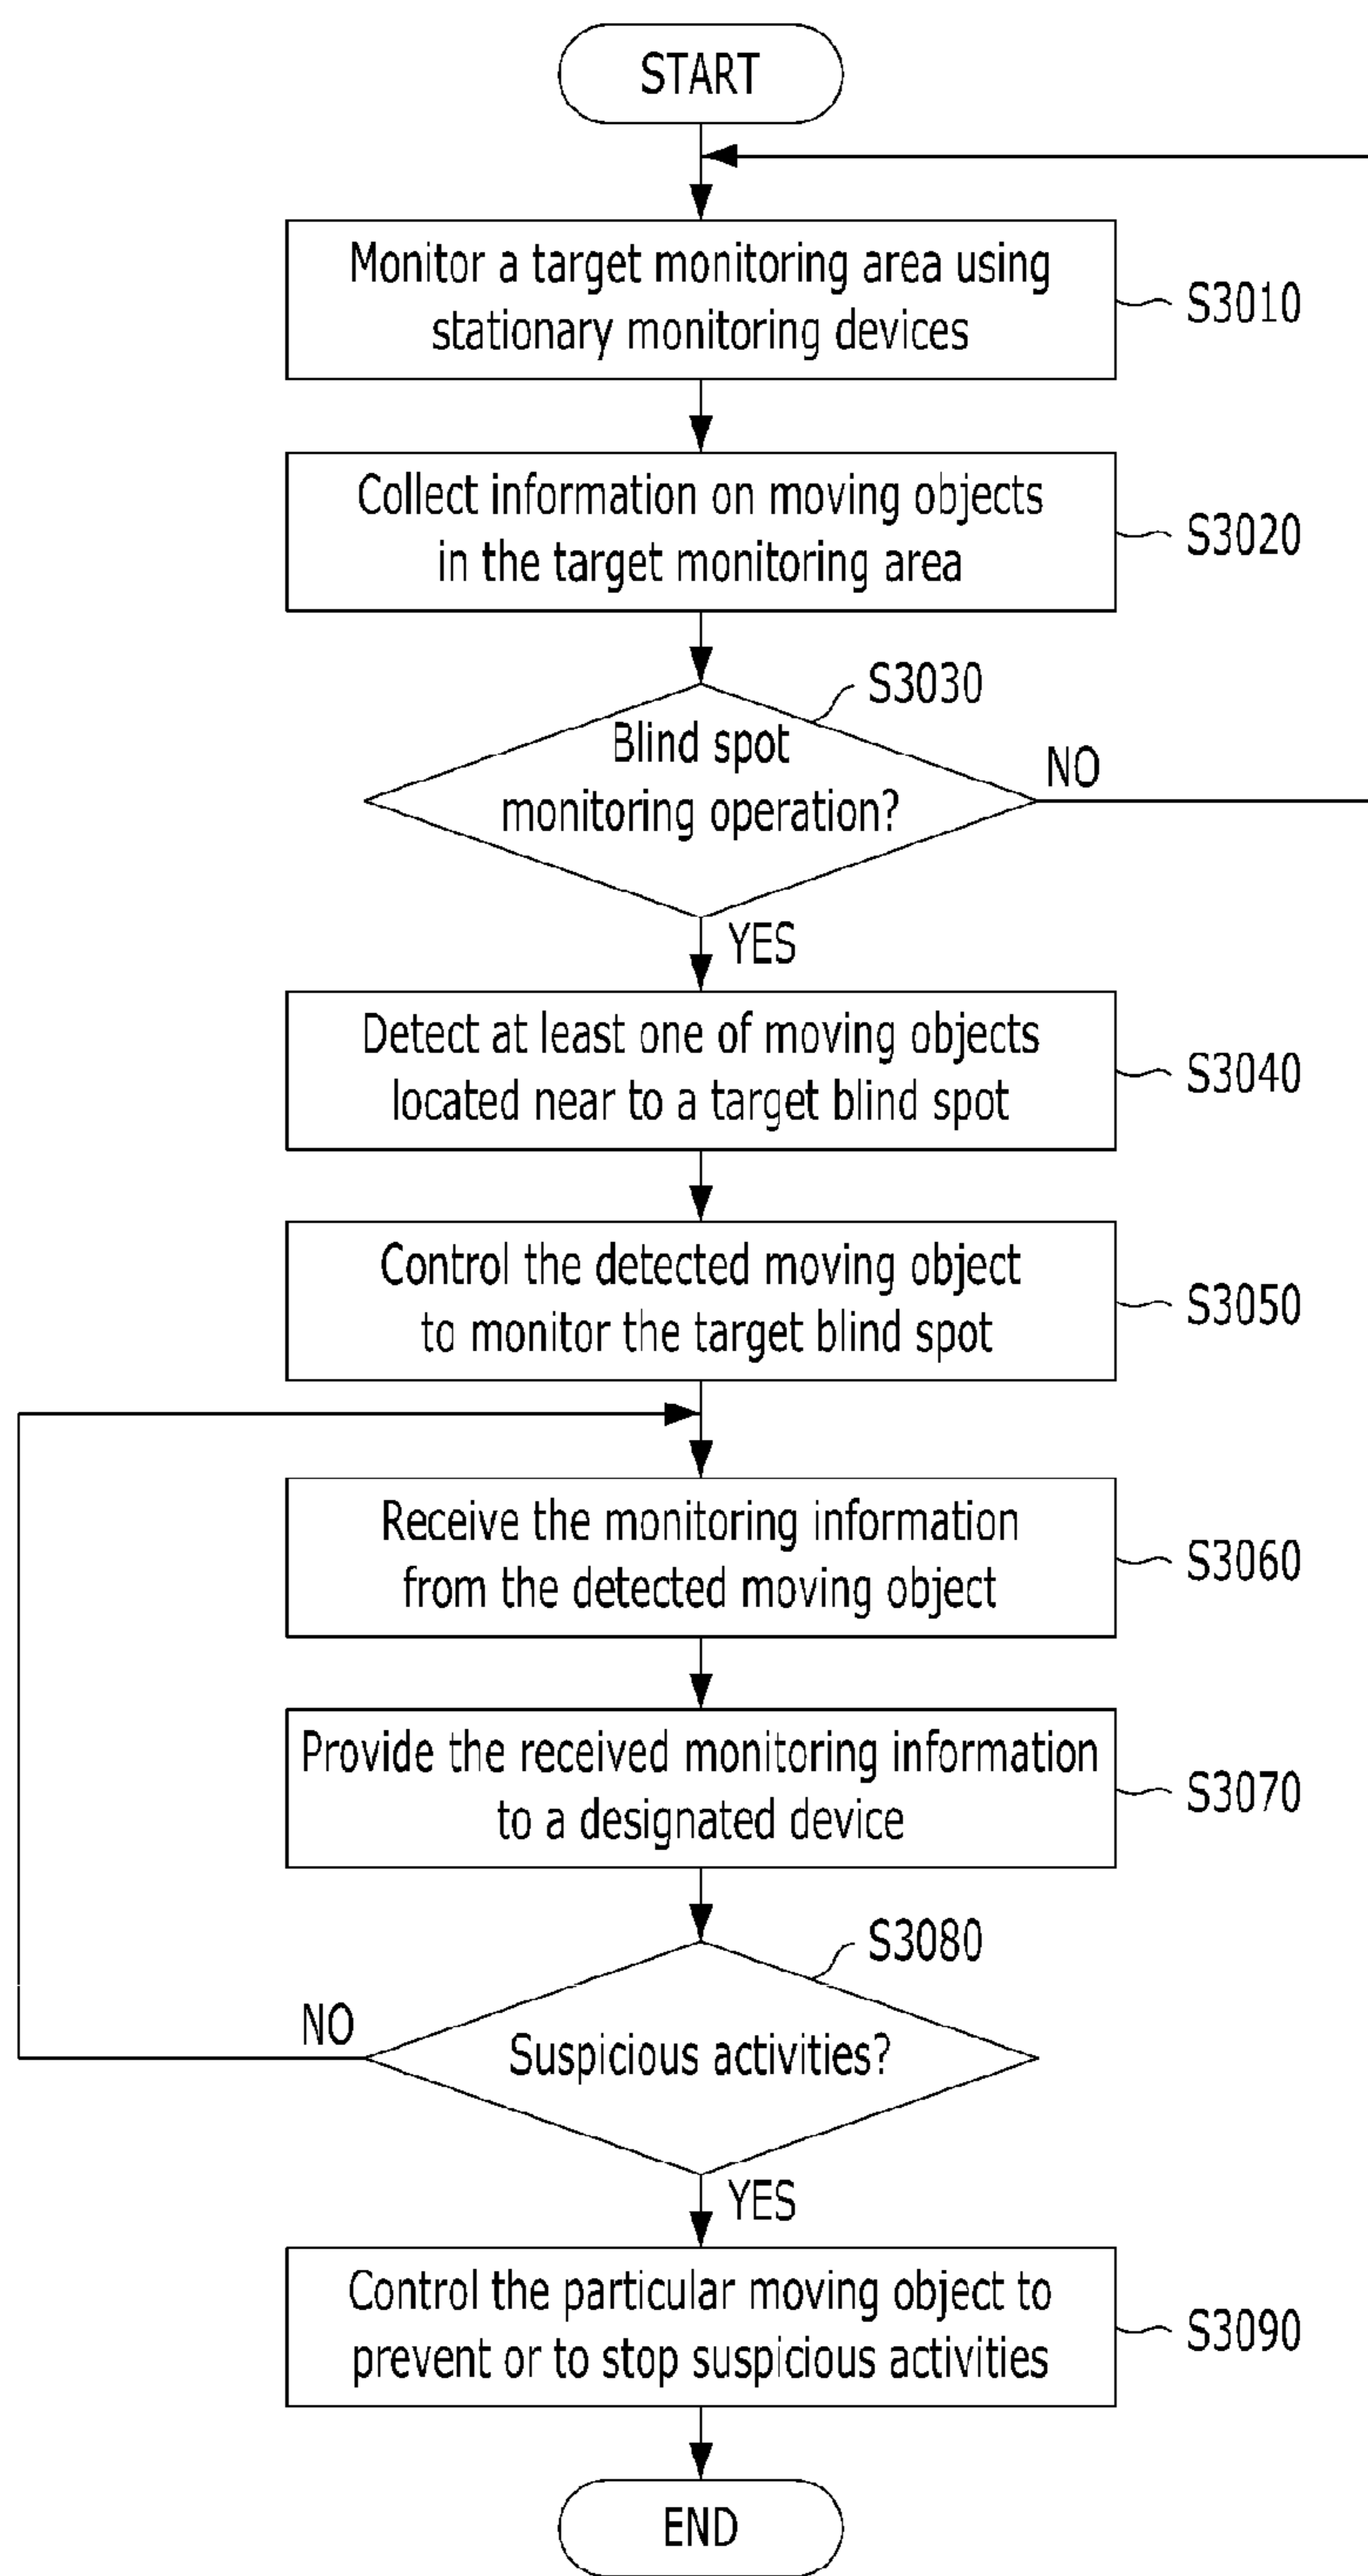 START
Monitor a target monitoring area using
stationary monitoring devices
S3010
Collect information on moving objects
in the target monitoring area
S3020
S3030
Blind spot
monitoring operation?
NO
YES
Detect at least one of moving objects
located near to a target blind spot
S3040
Control the detected moving object
to monitor the target blind spot
S3050
Receive the monitoring information
from the detected moving object
S3060
Provide the received monitoring information
to a designated device
S3070
S3080
Suspicious activities?
NO
YES
Control the particular moving object to
prevent or to stop suspicious activities
S3090
END